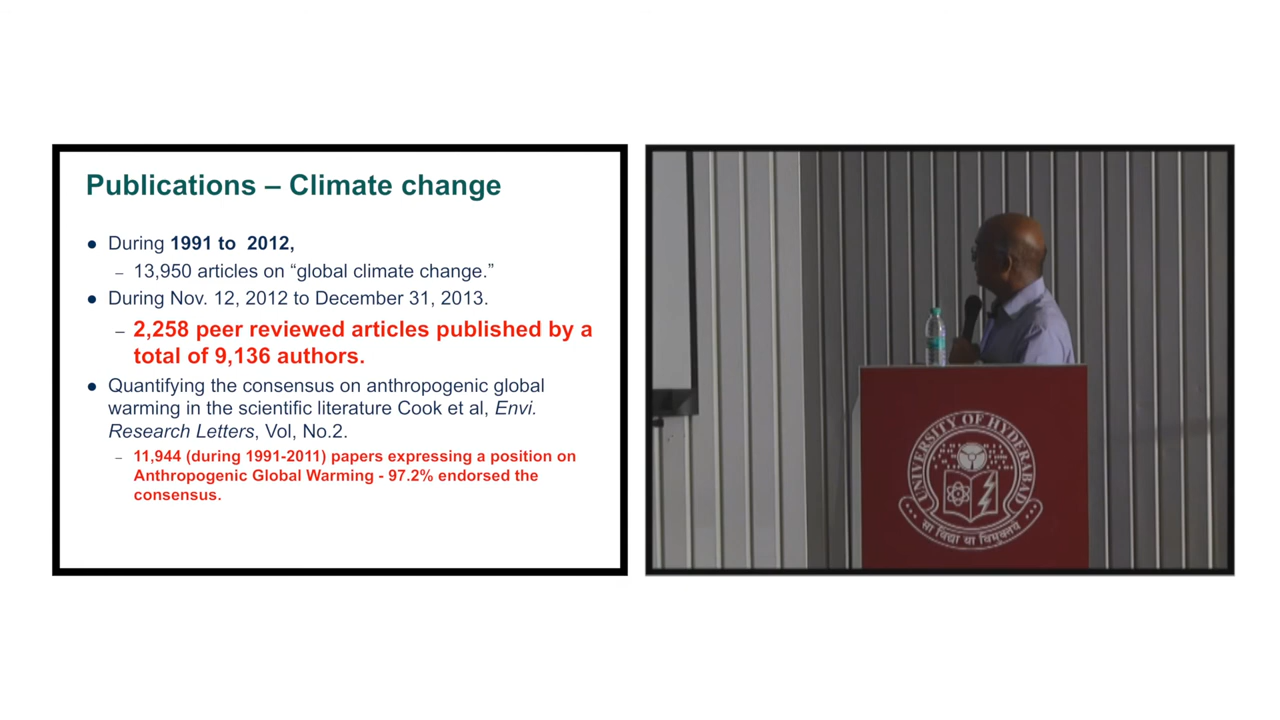 Publications – Climate change
● During 1991 to 2012,
– 13,950 articles on “global climate change.”
● During Nov. 12, 2012 to December 31, 2013.
– 2,258 peer reviewed articles published by a
total of 9,136 authors.
● Quantifying the consensus on anthropogenic global
warming in the scientific literature Cook et al, Envi.
Research Letters, Vol, No.2.
– 11,944 (during 1991-2011) papers expressing a position on
Anthropogenic Global Warming - 97.2% endorsed the
consensus.
UNIVERSITY OF HYDERABAD
सा विद्या या विमुक्तये